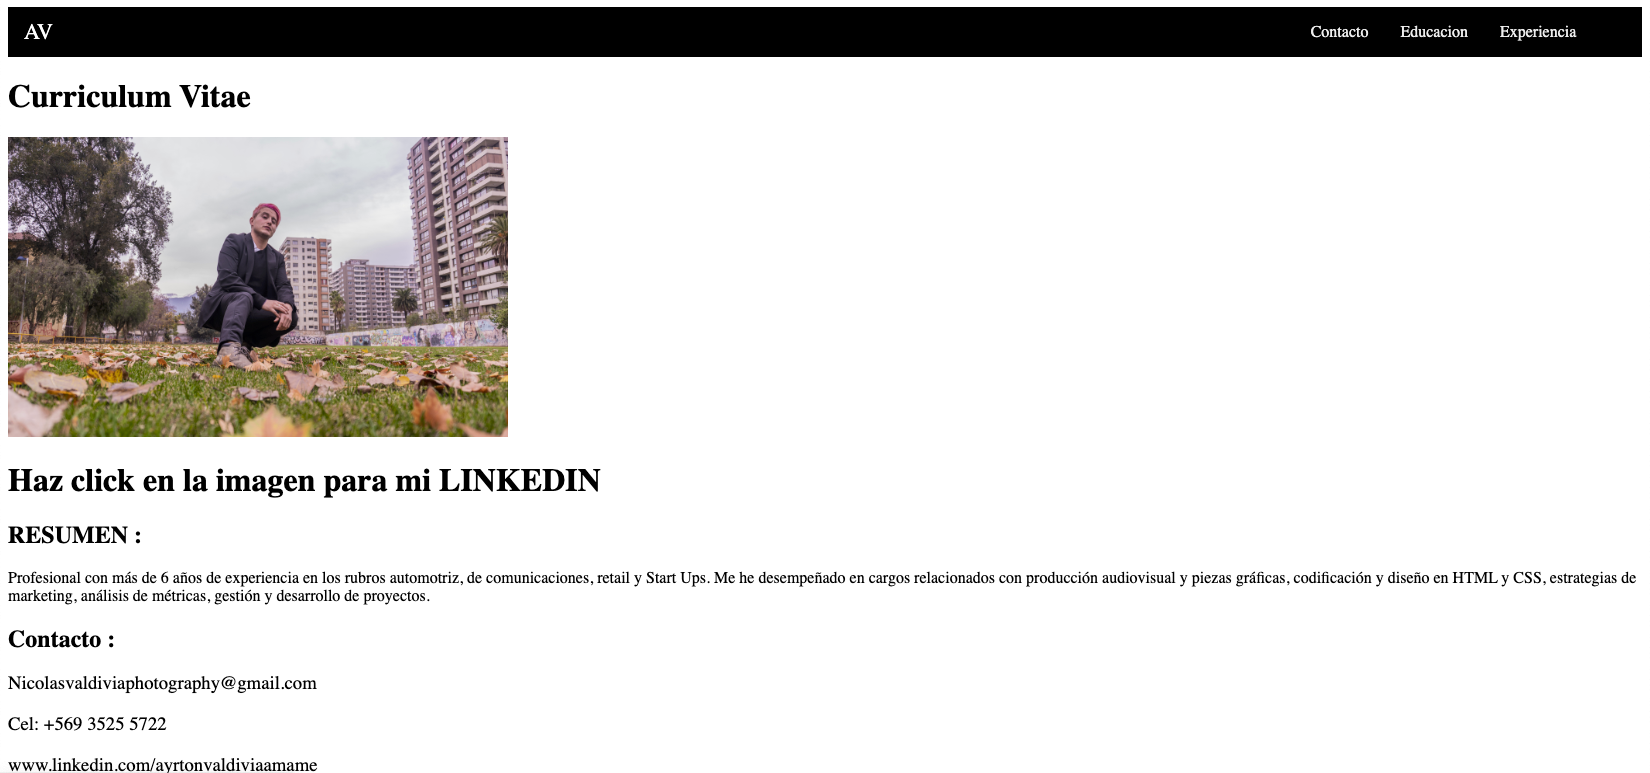 AV
Contacto Educacion Experiencia
Curriculum Vitae
Haz click en la imagen para mi LINKEDIN
RESUMEN :
Profesional con más de 6 años de experiencia en los rubros automotriz, de comunicaciones, retail y Start Ups. Me he desempeñado en cargos relacionados con producción audiovisual y piezas gráficas, codificación y diseño en HTML y CSS, estrategias de
marketing, análisis de métricas, gestión y desarrollo de proyectos.
Contacto :
Nicolasvaldiviaphotography@gmail.com
Cel: +569 3525 5722
www.linkedin.com/ayrtonvaldiviaamame